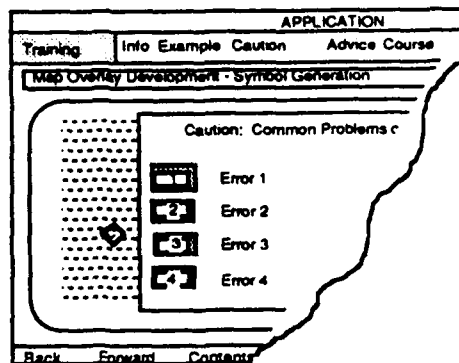 APPLICATION
Training Info Example Caution Advice Course
Map Overlay Development - Symbol Generation
Caution: Common Problems
Error 1
2 Error 2
3 Error 3
4 Error 4
Back Forward Contents